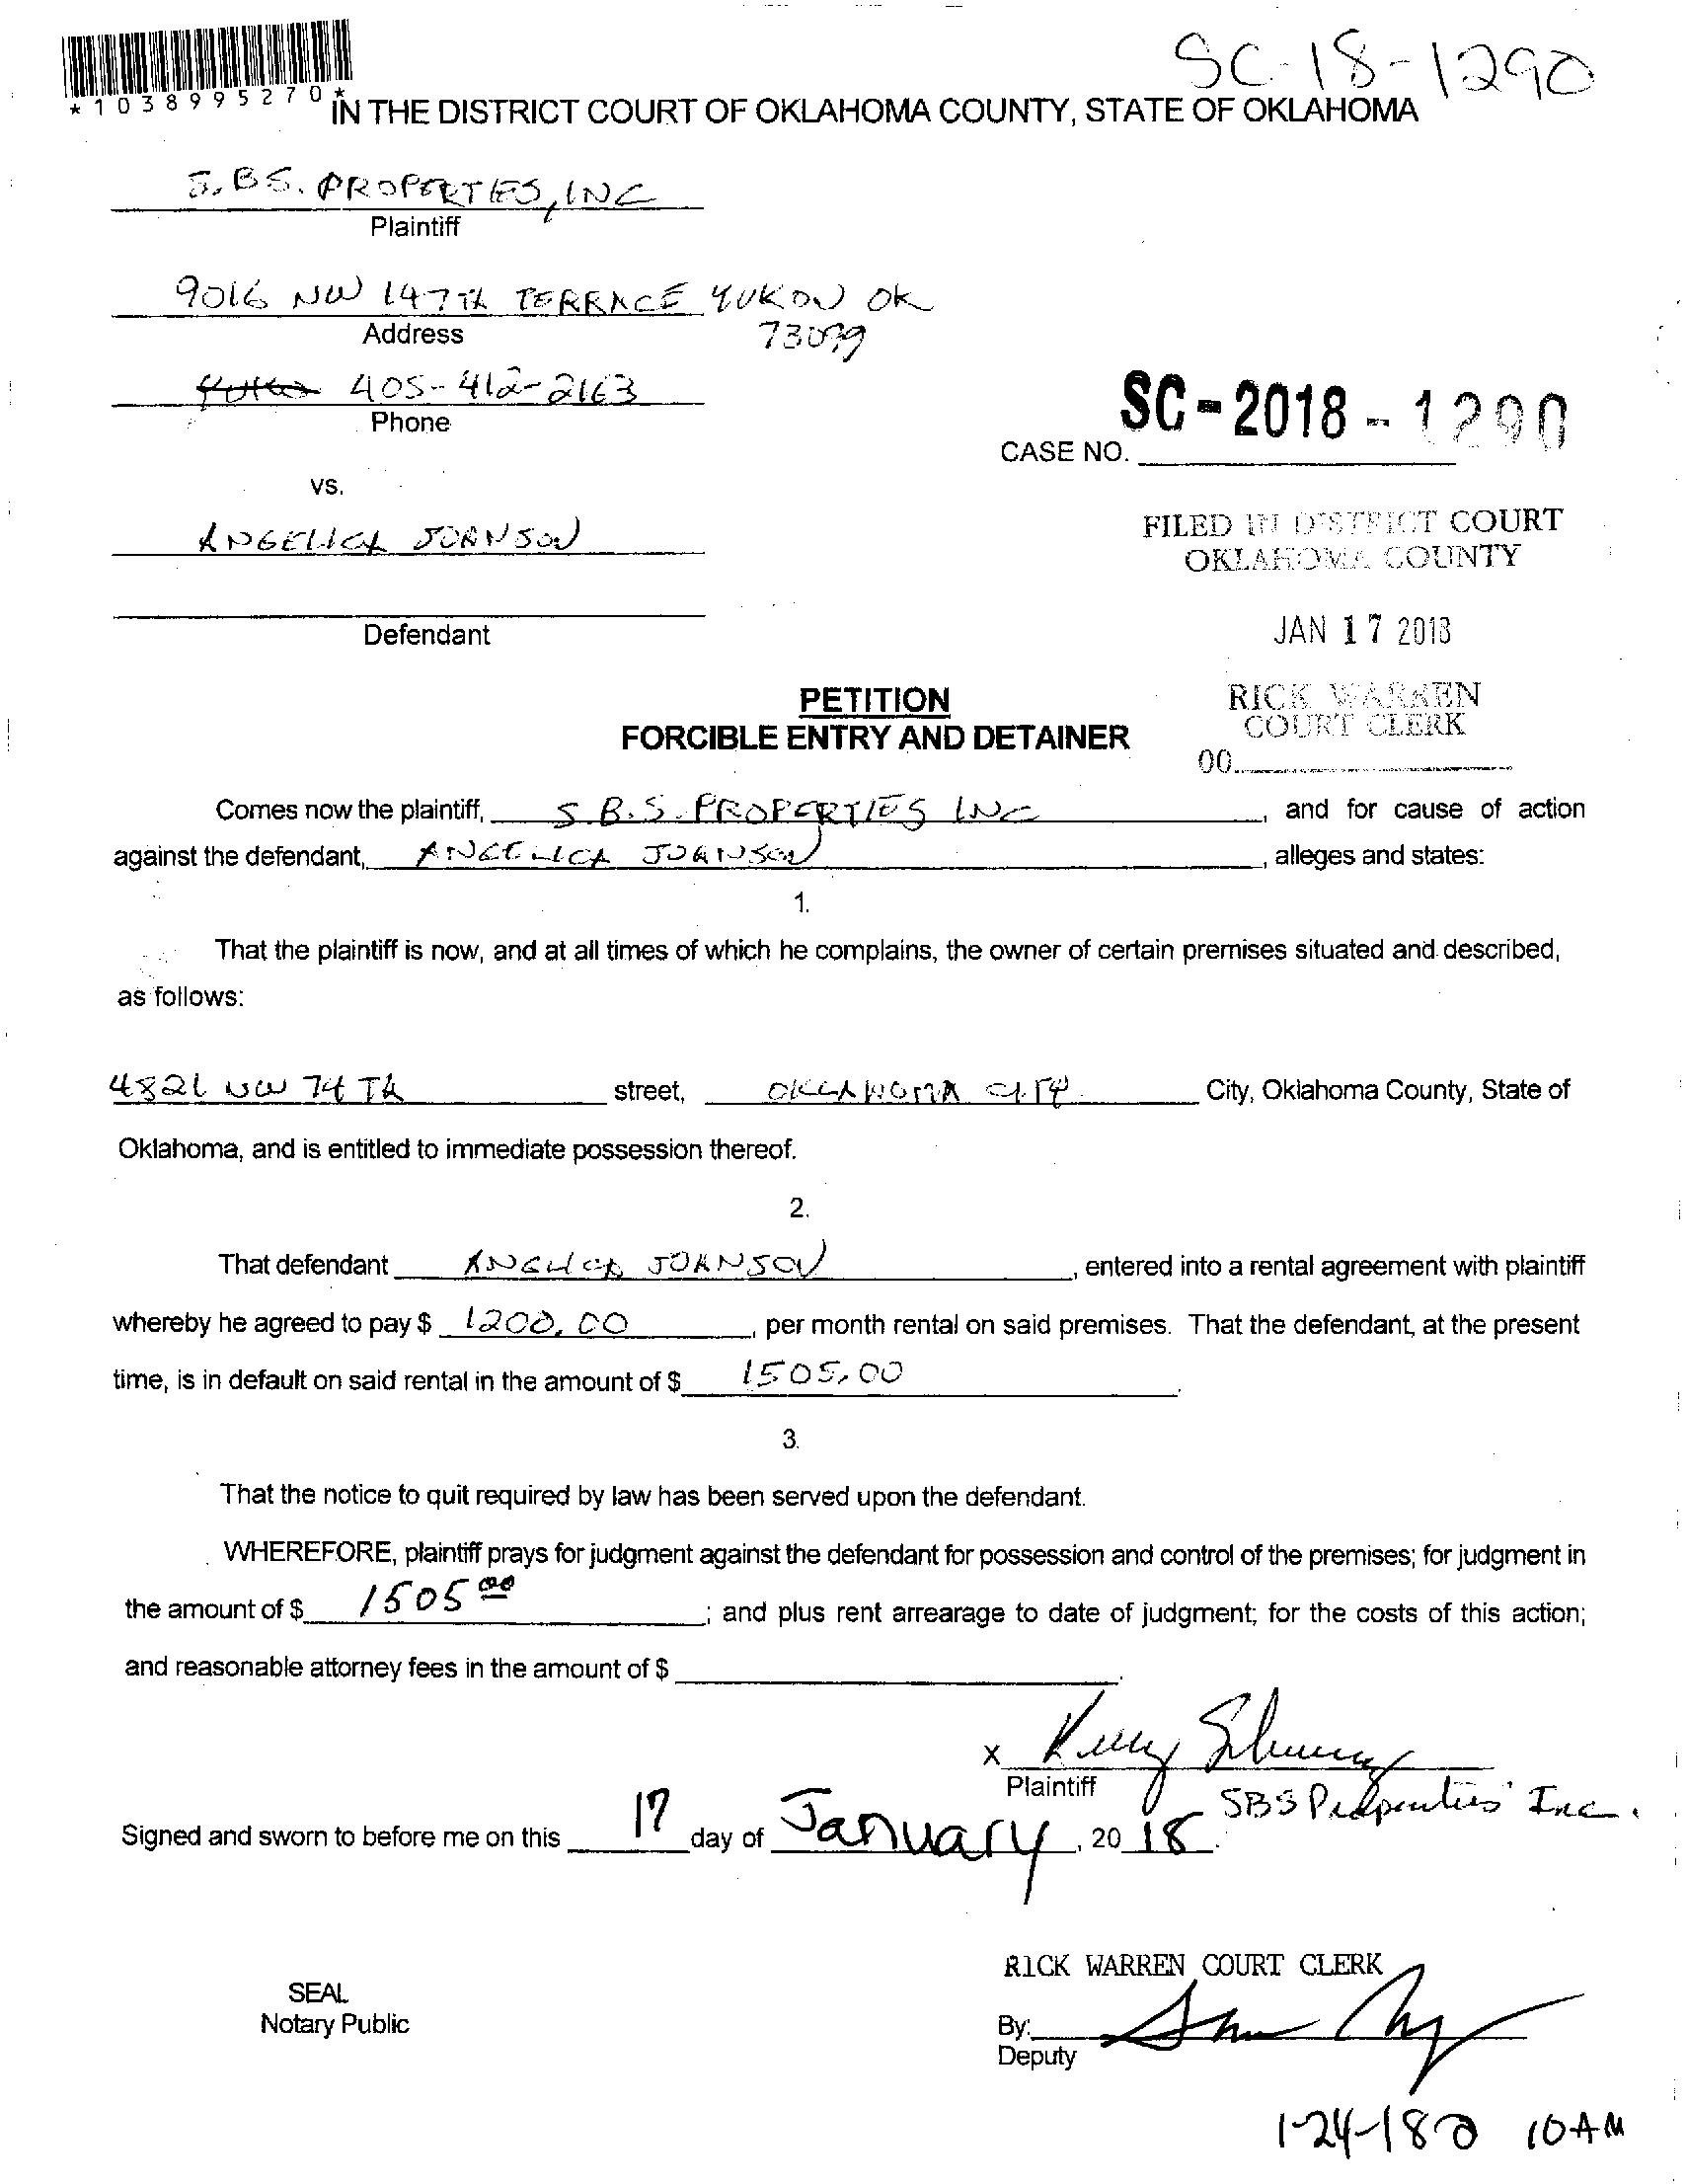 SC-18-1290
*1038995270*
IN THE DISTRICT COURT OF OKLAHOMA COUNTY, STATE OF OKLAHOMA
S.B.S. PROPERTIES, INC
Plaintiff
9016 NW 147TH TERRACE YUKON OK
Address
73099
405-412-2163
Phone
SC-2018-1290
CASE NO.
vs.
ANGELICA JOHNSON
FILED IN DISTRICT COURT
OKLAHOMA COUNTY
Defendant
JAN 17 2018
PETITION
RICK WARREN
COURT CLERK
FORCIBLE ENTRY AND DETAINER
00
Comes now the plaintiff, S.B.S. PROPERTIES INC, and for cause of action
against the defendant, ANGELICA JOHNSON, alleges and states:
1.
That the plaintiff is now, and at all times of which he complains, the owner of certain premises situated and described,
as follows:
4821 NW 74 TH street, OKLAHOMA CITY City, Oklahoma County, State of
Oklahoma, and is entitled to immediate possession thereof.
2.
That defendant ANGLICA JOHNSON, entered into a rental agreement with plaintiff
whereby he agreed to pay $ 1200.00, per month rental on said premises. That the defendant, at the present
time, is in default on said rental in the amount of $ 1505.00.
3.
That the notice to quit required by law has been served upon the defendant.
WHEREFORE, plaintiff prays for judgment against the defendant for possession and control of the premises; for judgment in
the amount of $ 1505 00; and plus rent arrearage to date of judgment; for the costs of this action;
and reasonable attorney fees in the amount of $ .
x
Plaintiff
SBS Properties Inc.
Signed and sworn to before me on this 17 day of January, 20 18.
RICK WARREN COURT CLERK
SEAL
Notary Public
By:
Deputy
1-24-18 @ 10AM